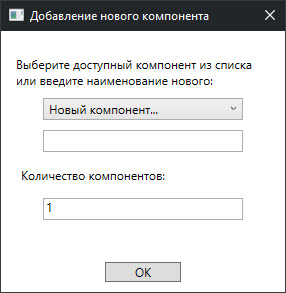 Добавление нового компонента
Выберите доступный компонент из списка
или введите наименование нового:
Новый компонент...
Количество компонентов:
1
OK